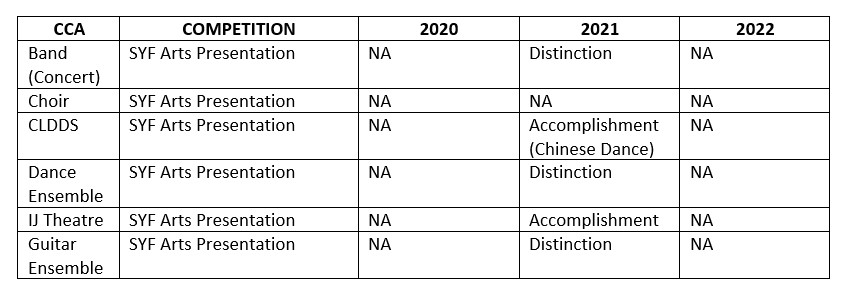 CCA COMPETITION 2020 2021 2022
Band SYF Arts Presentation NA Distinction NA
(Concert)
Choir SYF Arts Presentation NA NA NA
CLDDS SYF Arts Presentation NA Accomplishment NA
(Chinese Dance)
Dance SYF Arts Presentation NA Distinction NA
Ensemble
IJ Theatre SYF Arts Presentation NA Accomplishment NA
Guitar SYF Arts Presentation NA Distinction NA
Ensemble